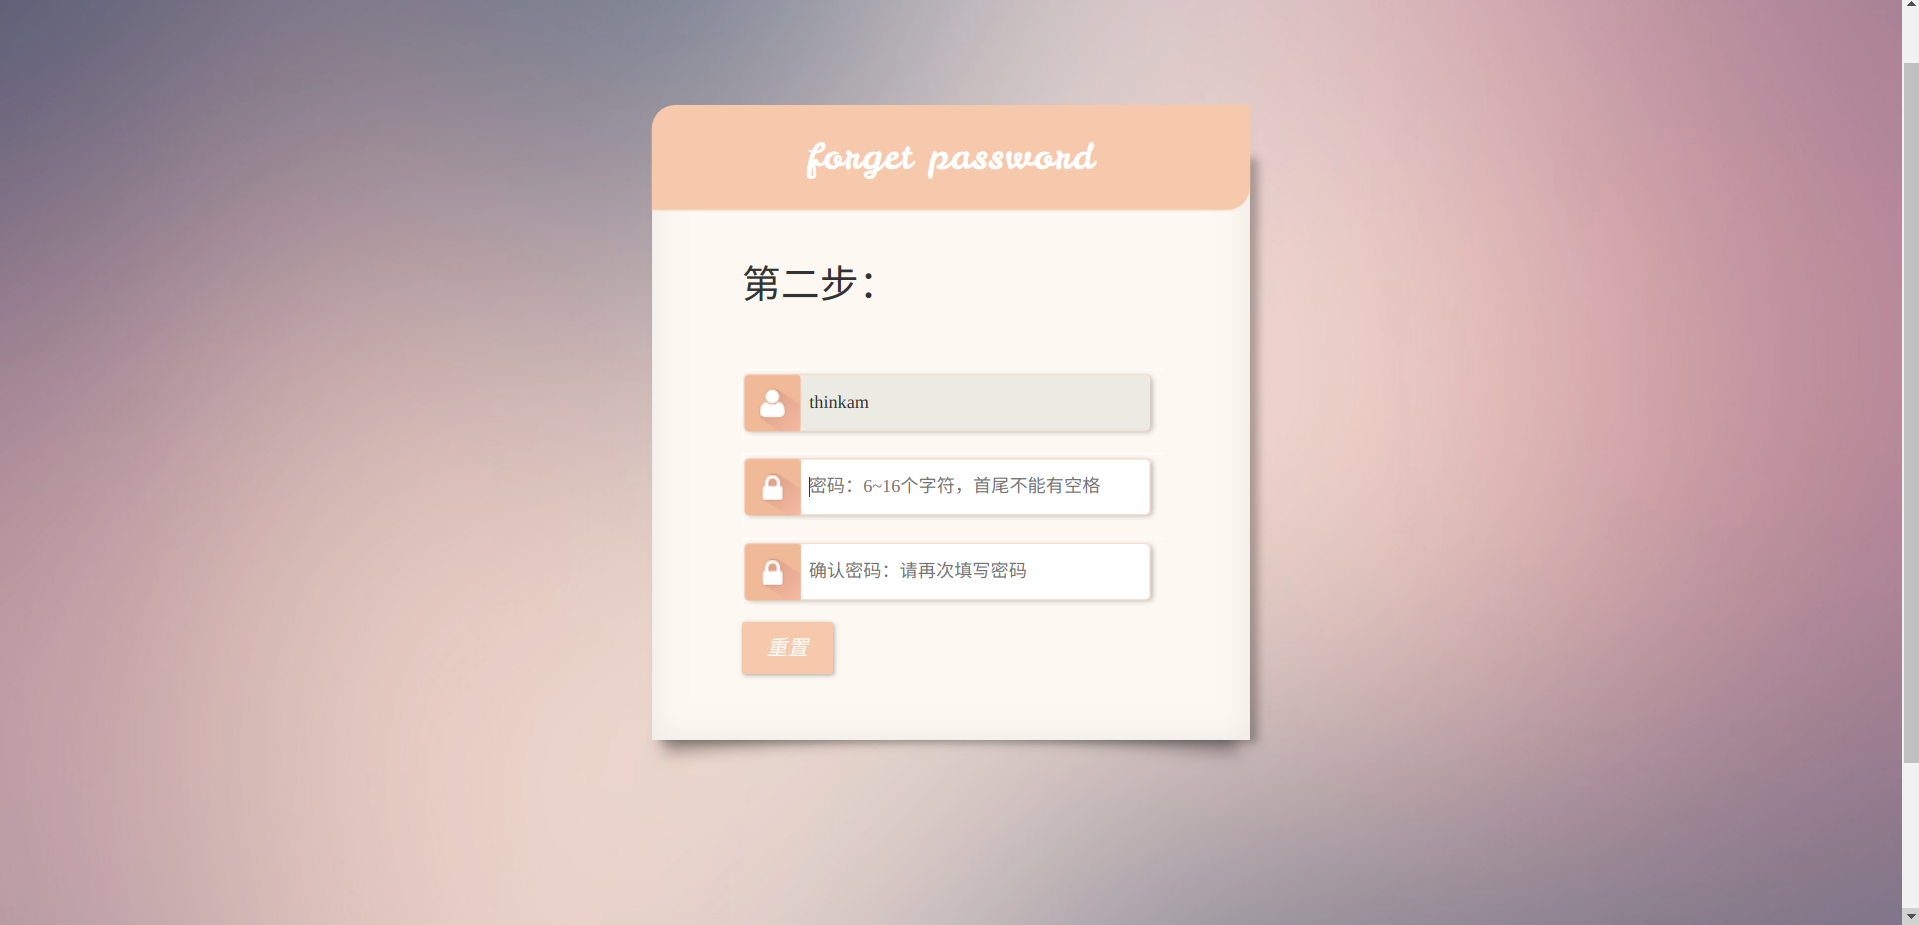 forget password
第二步：
thinkam
密码：6~16个字符，首尾不能有空格
确认密码：请再次填写密码
重置